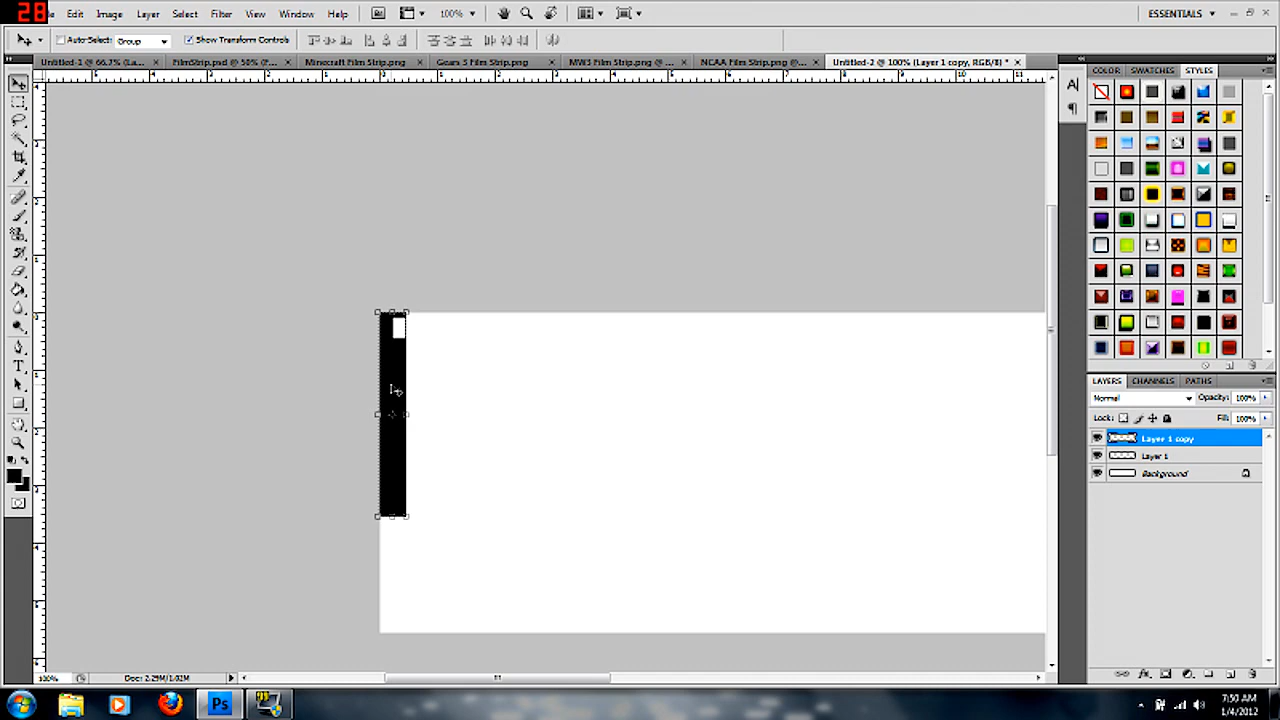 28
Edit Image Layer Select Filter View Window Help 100% ESSENTIALS
Auto-Select: Group Show Transform Controls
Untitled-1 @ 66.7% (La... FilmStrip.psd @ 50% (F... Minecraft Film Strip.png Gears 3 Film Strip.png MW3 Film Strip.png @ ... NCAA Film Strip.png @... Untitled-2 @ 100% (Layer 1 copy, RGB/8) *
COLOR SWATCHES STYLES
LAYERS CHANNELS PATHS
Normal Opacity: 100%
Lock: Fill: 100%
Layer 1 copy
Layer 1
Background
100% Doc: 2.29M/1.02M
Ps
7:50 AM
1/4/2012